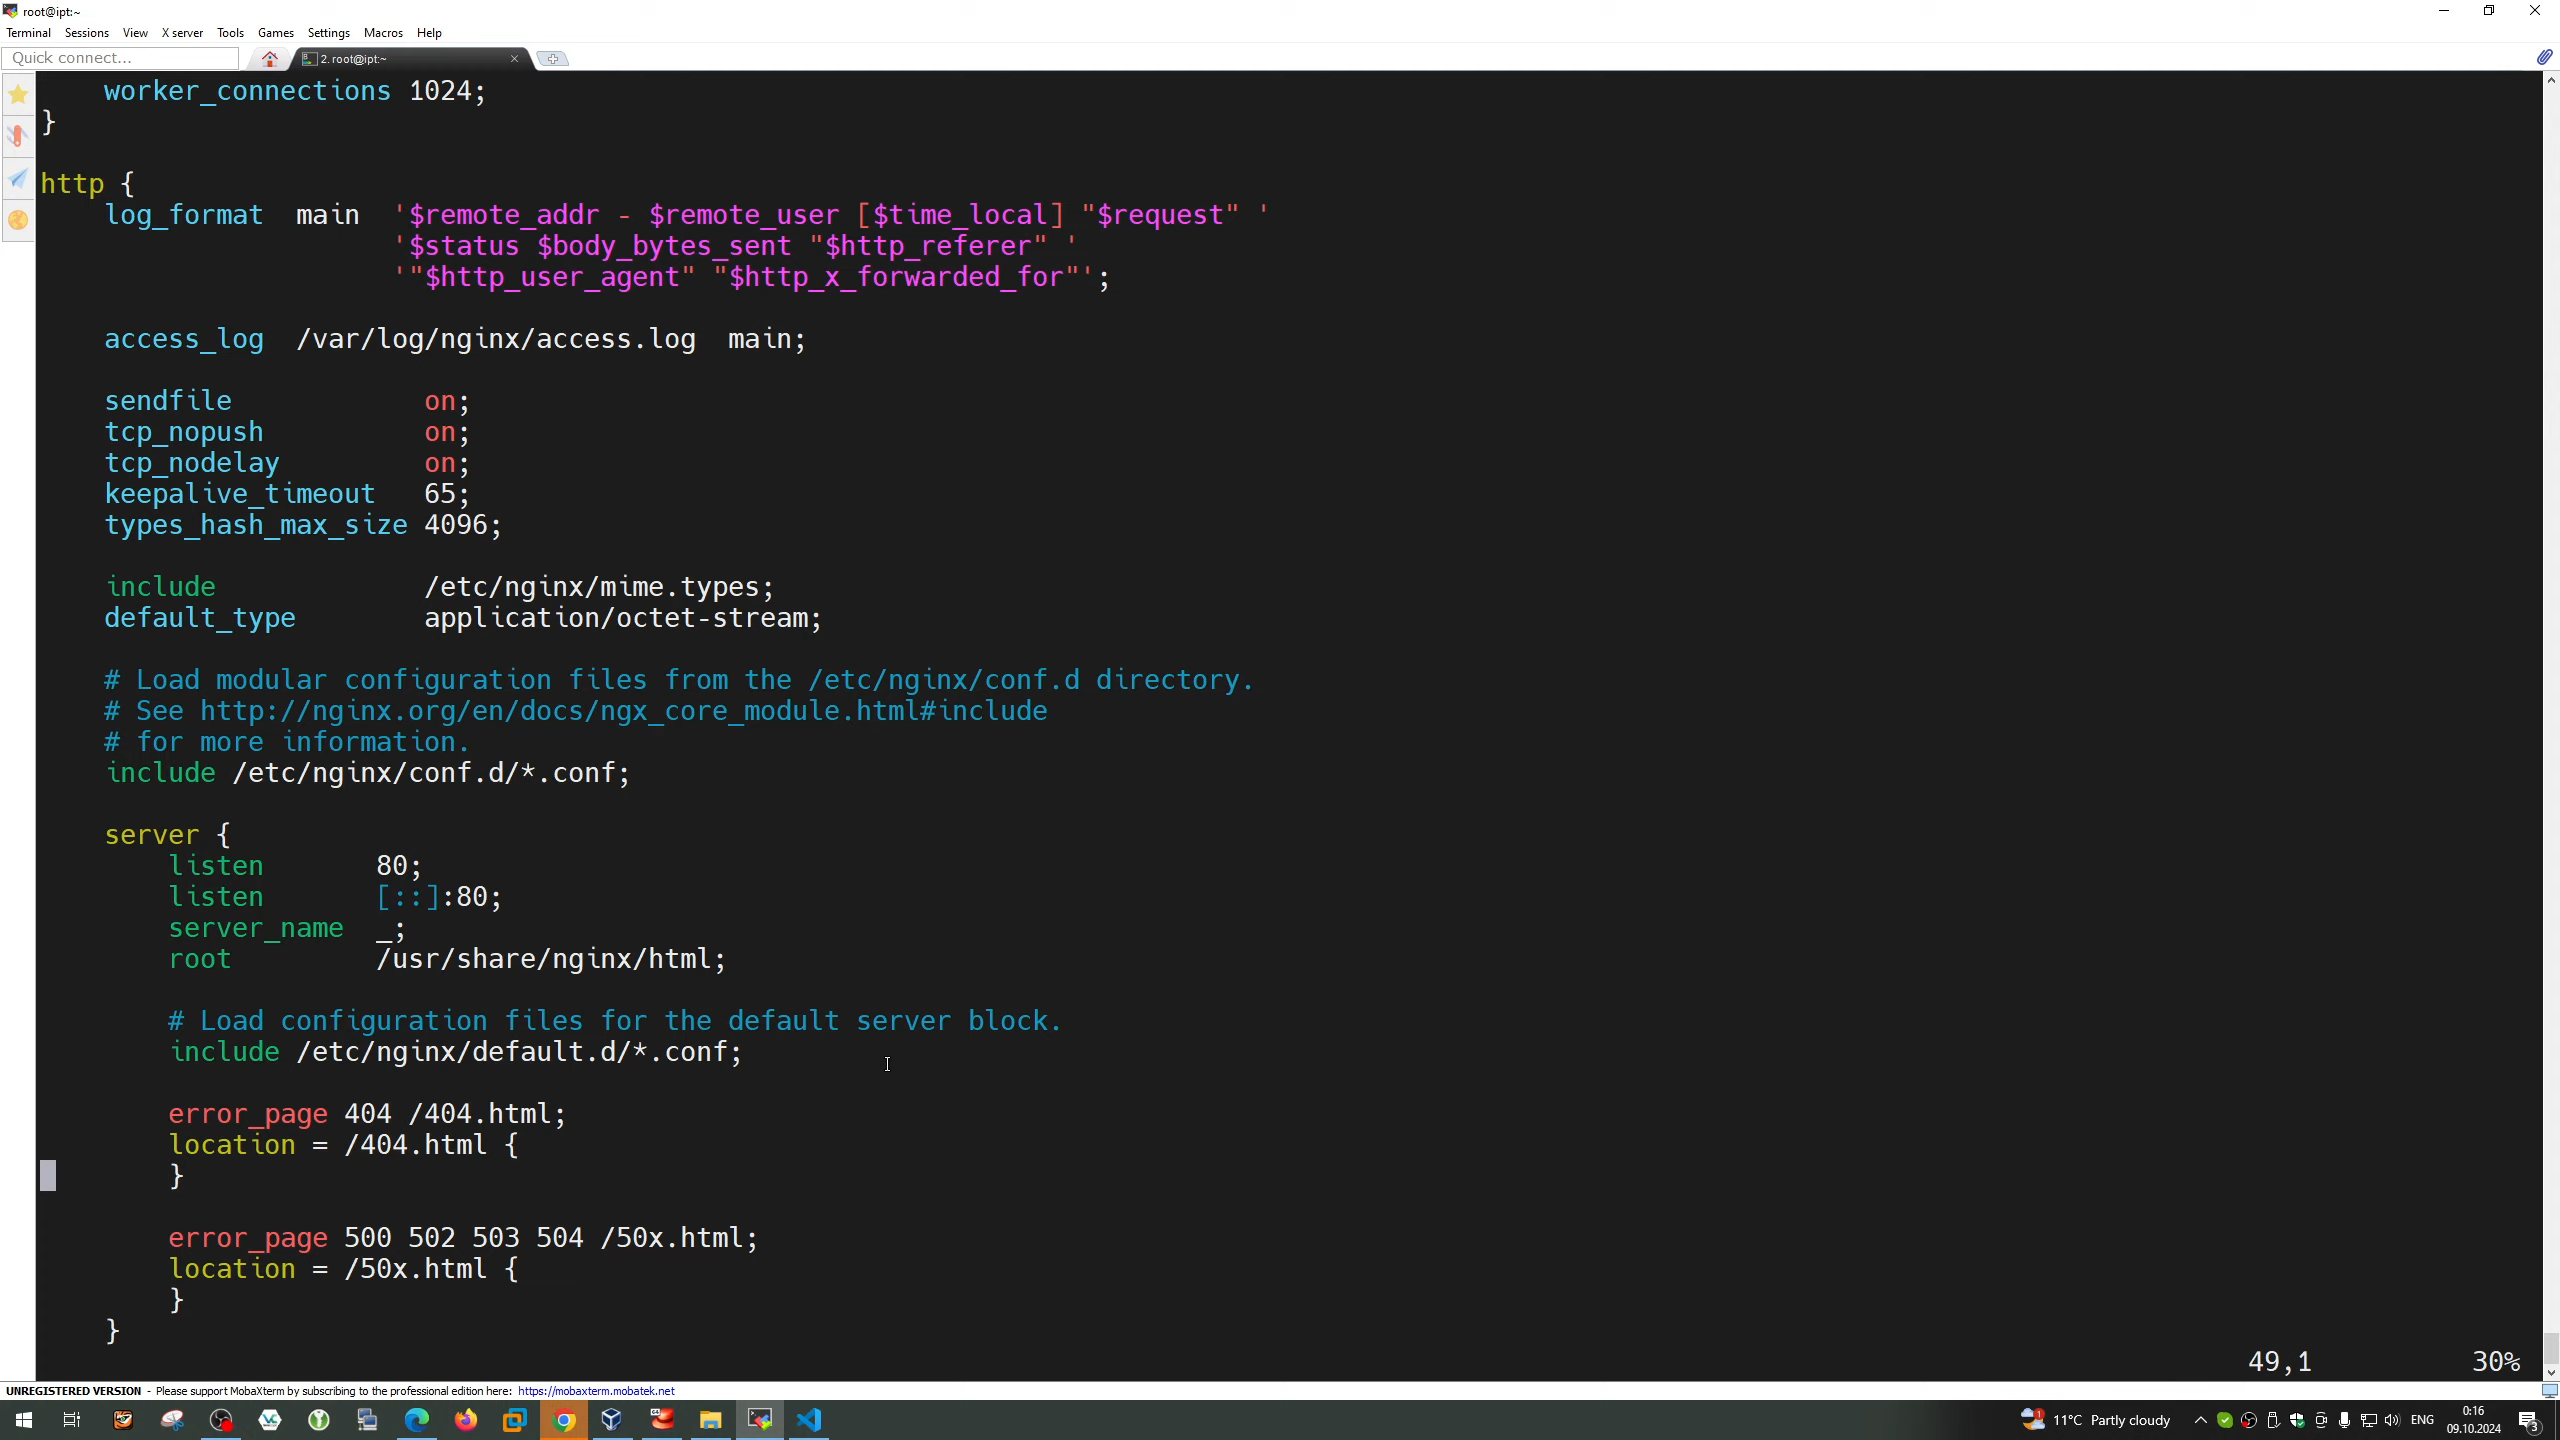 root@ipt:~
Terminal Sessions View X server Tools Games Settings Macros Help
Quick connect... 2. root@ipt:~
worker_connections 1024;
}
http {
log_format main '$remote_addr - $remote_user [$time_local] "$request" '
'$status $body_bytes_sent "$http_referer" '
'"$http_user_agent" "$http_x_forwarded_for"';
access_log /var/log/nginx/access.log main;
sendfile on;
tcp_nopush on;
tcp_nodelay on;
keepalive_timeout 65;
types_hash_max_size 4096;
include /etc/nginx/mime.types;
default_type application/octet-stream;
# Load modular configuration files from the /etc/nginx/conf.d directory.
# See http://nginx.org/en/docs/ngx_core_module.html#include
# for more information.
include /etc/nginx/conf.d/*.conf;
server {
listen 80;
listen [::]:80;
server_name _;
root /usr/share/nginx/html;
# Load configuration files for the default server block.
include /etc/nginx/default.d/*.conf;
error_page 404 /404.html;
location = /404.html {
}
error_page 500 502 503 504 /50x.html;
location = /50x.html {
}
}
49,1 30%
UNREGISTERED VERSION - Please support MobaXterm by subscribing to the professional edition here: https://mobaxterm.mobatek.net
11°C Partly cloudy ENG 0:16
09.10.2024 3